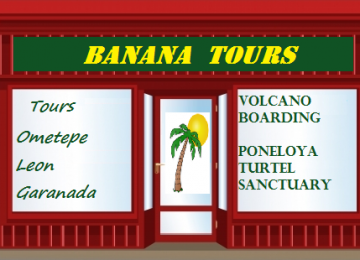 BANANA TOURS
Tours
Ometepe
Leon
Garanada
VOLCANO
BOARDING
PONELOYA
TURTEL
SANCTUARY